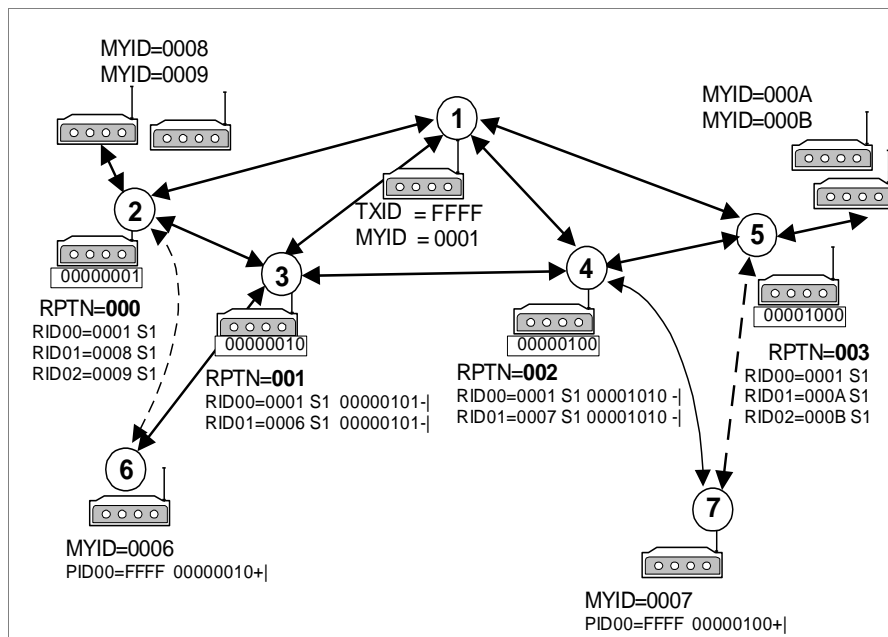 MYID=0008
MYID=0009
MYID=000A
MYID=000B
1
TXID = FFFF
MYID = 0001
2
00000001
RPTN=000
RID00=0001 S1
RID01=0008 S1
RID02=0009 S1
3
00000010
RPTN=001
RID00=0001 S1 00000101-|
RID01=0006 S1 00000101-|
4
00000100
RPTN=002
RID00=0001 S1 00001010 -|
RID01=0007 S1 00001010 -|
5
00001000
RPTN=003
RID00=0001 S1
RID01=000A S1
RID02=000B S1
6
MYID=0006
PID00=FFFF 00000010+|
7
MYID=0007
PID00=FFFF 00000100+|